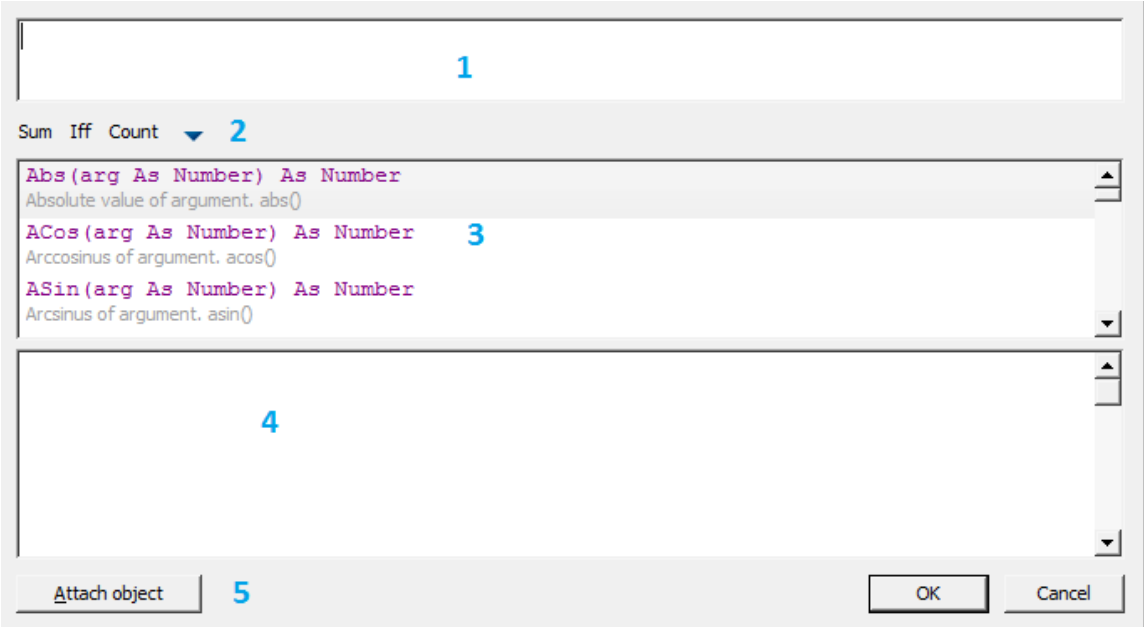 1
Sum Iff Count 2
Abs(arg As Number) As Number
Absolute value of argument. abs()
ACos(arg As Number) As Number 3
Arccosinus of argument. acos()
ASin(arg As Number) As Number
Arcsinus of argument. asin()
4
Attach object 5 OK Cancel